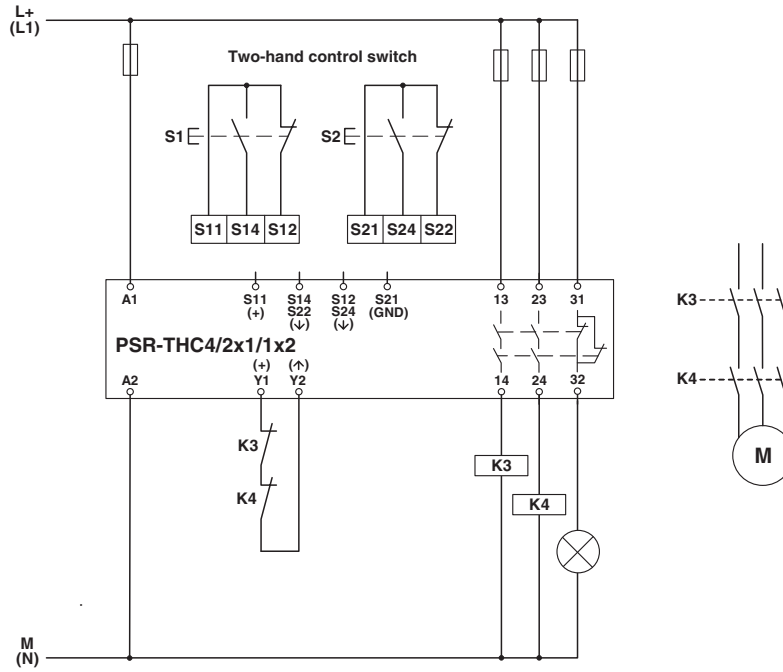 L+
(L1)
Two-hand control switch
S1
S2
S11 S14 S12
S21 S24 S22
A1
S11
(+)
S14
S22
(↓)
S12
S24
(↓)
S21
(GND)
13
23
31
PSR-THC4/2x1/1x2
A2
(+)
Y1
(↑)
Y2
14
24
32
K3
K4
K3
K4
K3
K4
M
M
(N)